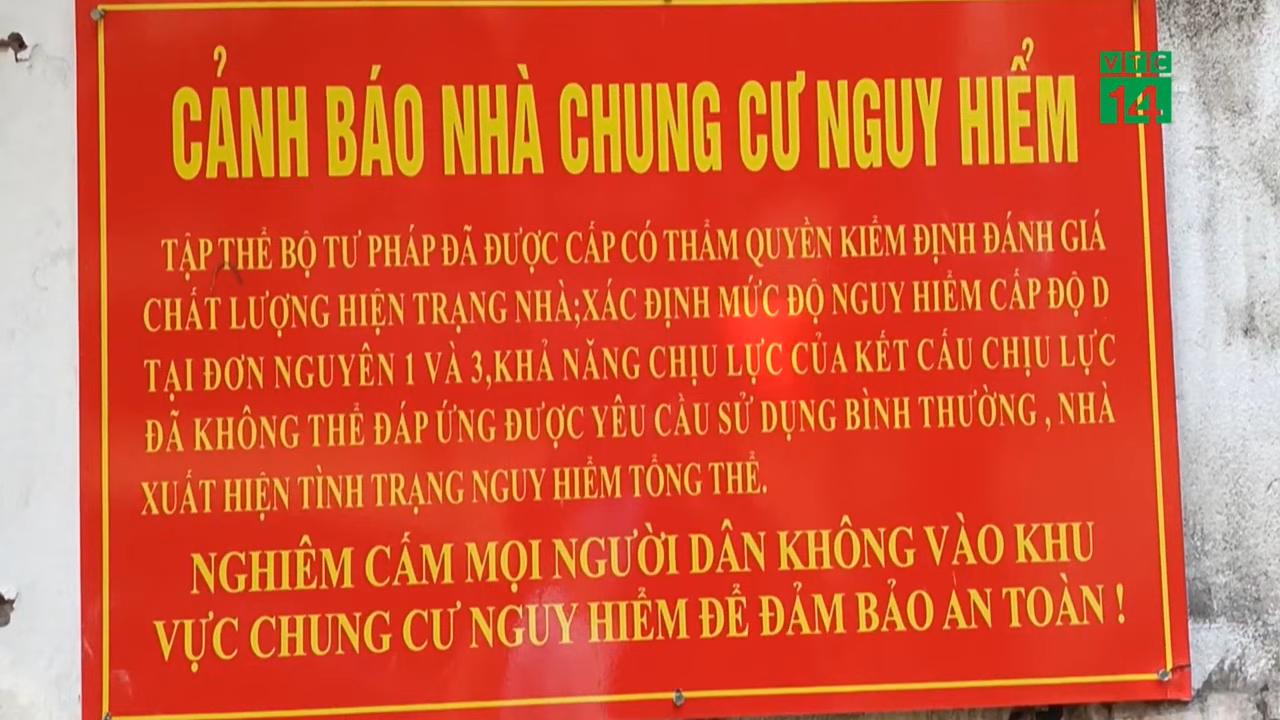 VTC
14
CẢNH BÁO NHÀ CHUNG CƯ NGUY HIỂM
TẬP THỂ BỘ TƯ PHÁP ĐÃ ĐƯỢC CẤP CÓ THẨM QUYỀN KIỂM ĐỊNH ĐÁNH GIÁ
CHẤT LƯỢNG HIỆN TRẠNG NHÀ;XÁC ĐỊNH MỨC ĐỘ NGUY HIỂM CẤP ĐỘ D
TẠI ĐƠN NGUYÊN 1 VÀ 3,KHẢ NĂNG CHỊU LỰC CỦA KẾT CẤU CHỊU LỰC
ĐÃ KHÔNG THỂ ĐÁP ỨNG ĐƯỢC YÊU CẦU SỬ DỤNG BÌNH THƯỜNG , NHÀ
XUẤT HIỆN TÌNH TRẠNG NGUY HIỂM TỔNG THỂ.
NGHIÊM CẤM MỌI NGƯỜI DÂN KHÔNG VÀO KHU
VỰC CHUNG CƯ NGUY HIỂM ĐỂ ĐẢM BẢO AN TOÀN !